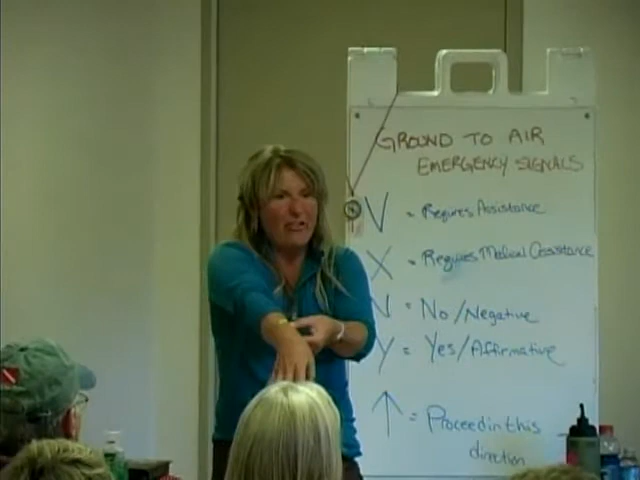 GROUND TO AIR
EMERGENCY SIGNALS
V = Requires Assistance
X = Requires Medical Assistance
N = No/Negative
Y = Yes/Affirmative
↑ = Proceed in this
direction